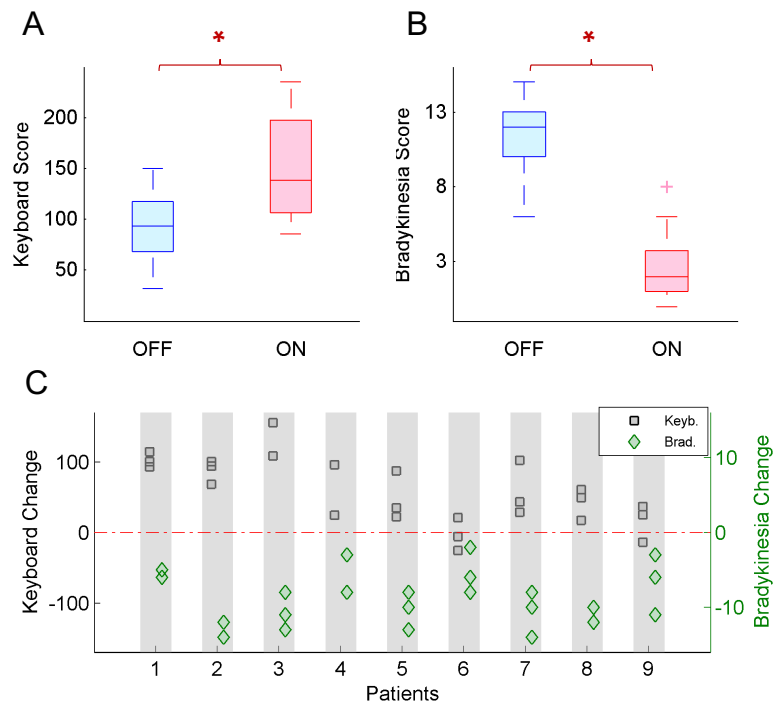 A
*
Keyboard Score
200
150
100
50
OFF
ON
B
*
Bradykinesia Score
13
8
3
OFF
ON
C
Keyboard Change
100
0
-100
Keyb.
Brad.
10
0
-10
Bradykinesia Change
1 2 3 4 5 6 7 8 9
Patients